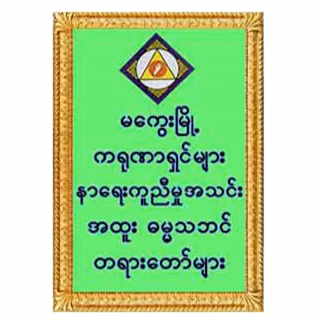 မကွေးမြို့
ကရုဏာရှင်များ
နာရေးကူညီမှုအသင်း
အထူး ဓမ္မသဘင်
တရားတော်များ